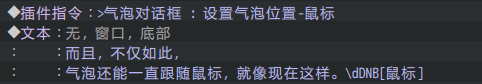 ◆插件指令：>气泡对话框 : 设置气泡位置-鼠标
◆文本：无, 窗口, 底部
：　　：而且，不仅如此，
：　　：气泡还能一直跟随鼠标，就像现在这样。\dDNB[鼠标]